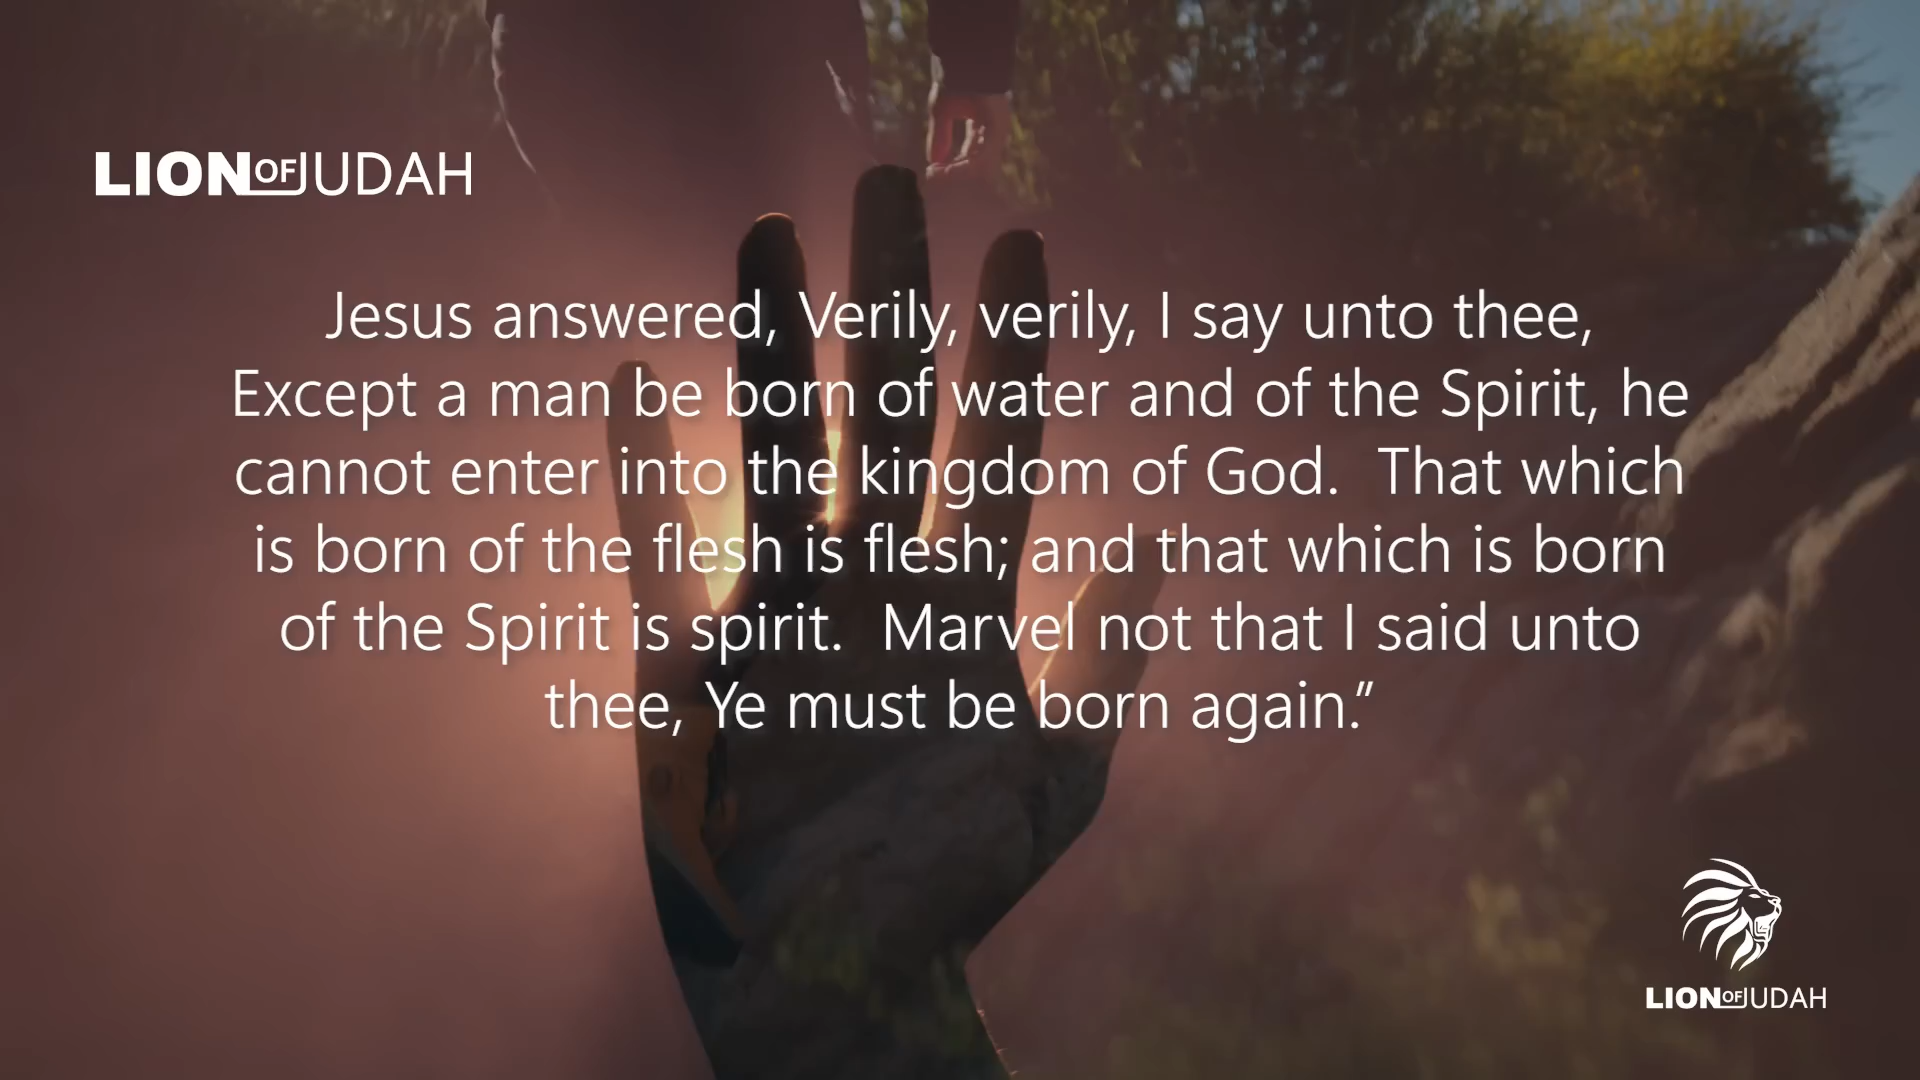 LION OF JUDAH
Jesus answered, Verily, verily, I say unto thee,
Except a man be born of water and of the Spirit, he
cannot enter into the kingdom of God.  That which
is born of the flesh is flesh; and that which is born
of the Spirit is spirit.  Marvel not that I said unto
thee, Ye must be born again.”
LION OF JUDAH